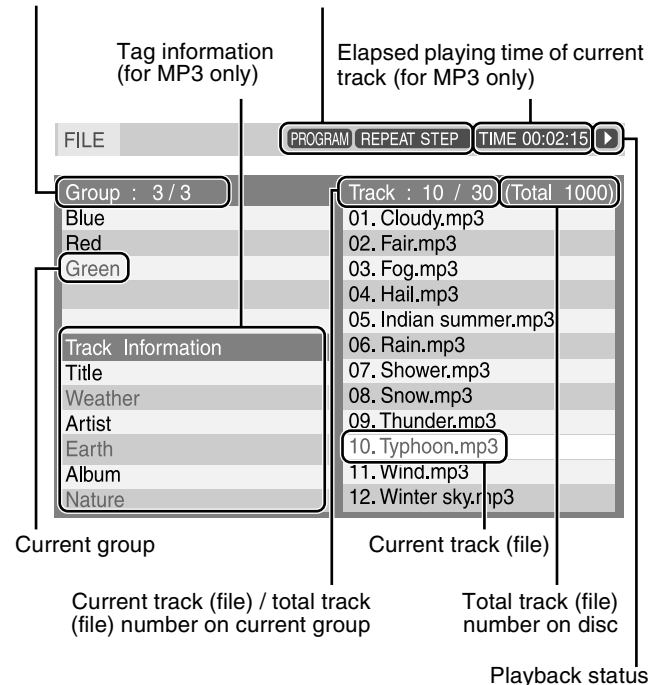 Tag information
(for MP3 only)
Elapsed playing time of current
track (for MP3 only)
FILE
PROGRAM REPEAT STEP TIME 00:02:15
Group : 3 / 3
Blue
Red
Green
Track Information
Title
Weather
Artist
Earth
Album
Nature
Track : 10 / 30 (Total 1000)
01. Cloudy.mp3
02. Fair.mp3
03. Fog.mp3
04. Hail.mp3
05. Indian summer.mp3
06. Rain.mp3
07. Shower.mp3
08. Snow.mp3
09. Thunder.mp3
10. Typhoon.mp3
11. Wind.mp3
12. Winter sky.mp3
Current group
Current track (file)
Current track (file) / total track
(file) number on current group
Total track (file)
number on disc
Playback status